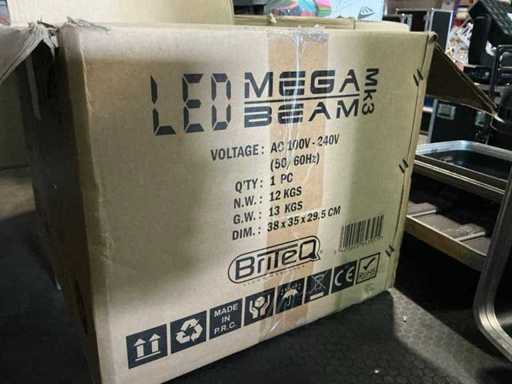 LED MEGA
BEAM Mk3
VOLTAGE : AC 100V - 240V
(50/60Hz)
Q'TY : 1 PC
N.W. : 12 KGS
G.W. : 13 KGS
DIM. : 38 x 35 x 29.5 CM
BRITEQ
MADE
IN
P.R.C.
CE